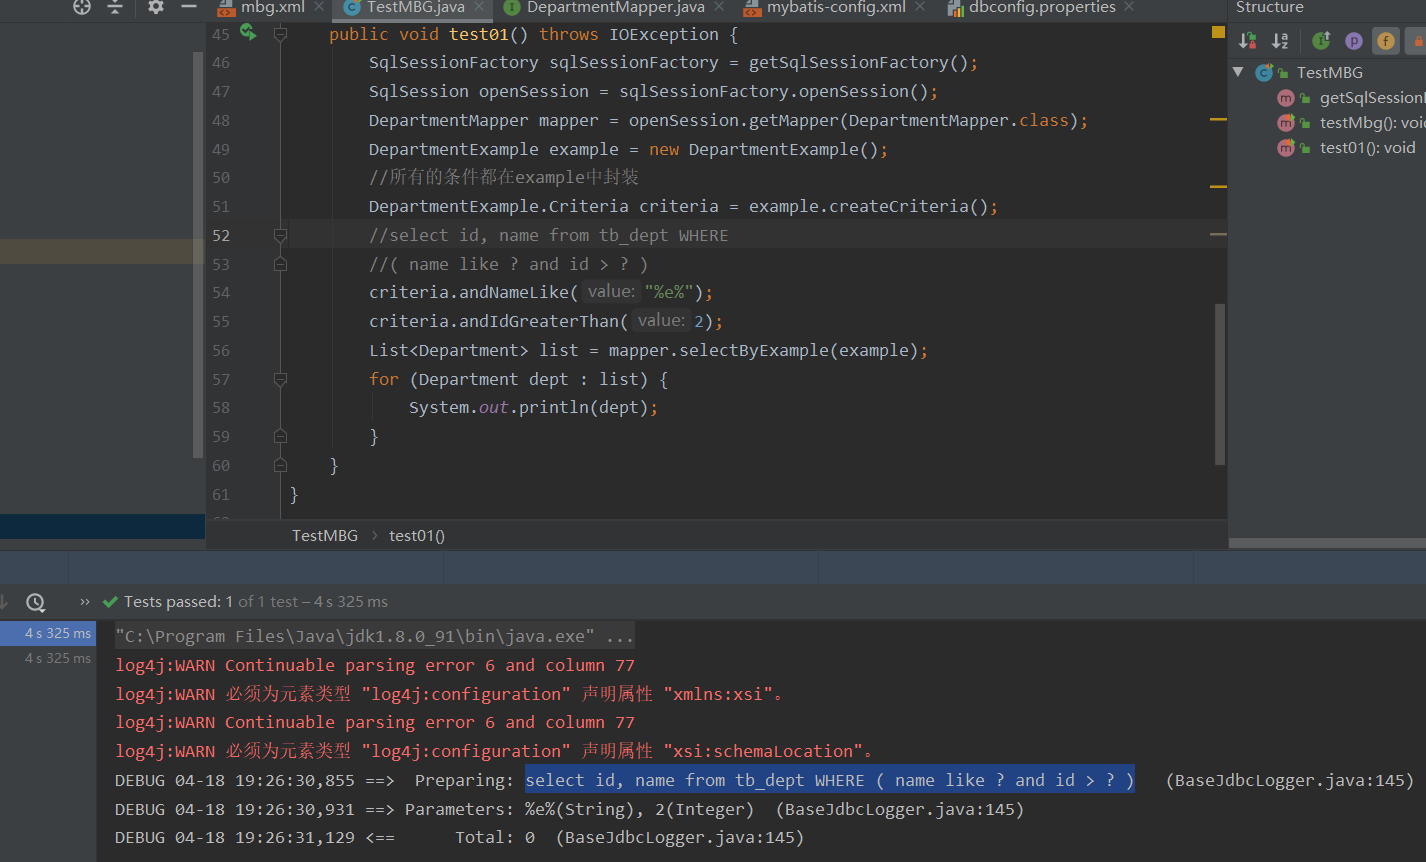 mbg.xml TestMBG.java DepartmentMapper.java mybatis-config.xml dbconfig.properties Structure
45 public void test01() throws IOException {
46 SqlSessionFactory sqlSessionFactory = getSqlSessionFactory();
47 SqlSession openSession = sqlSessionFactory.openSession();
48 DepartmentMapper mapper = openSession.getMapper(DepartmentMapper.class);
49 DepartmentExample example = new DepartmentExample();
50 //所有的条件都在example中封装
51 DepartmentExample.Criteria criteria = example.createCriteria();
52 //select id, name from tb_dept WHERE
53 //( name like ? and id > ? )
54 criteria.andNameLike( value: "%e%");
55 criteria.andIdGreaterThan( value: 2);
56 List<Department> list = mapper.selectByExample(example);
57 for (Department dept : list) {
58 System.out.println(dept);
59 }
60 }
61 }
TestMBG
getSqlSession
testMbg(): voi
test01(): void
TestMBG > test01()
» Tests passed: 1 of 1 test – 4 s 325 ms
4 s 325 ms
4 s 325 ms
"C:\Program Files\Java\jdk1.8.0_91\bin\java.exe" ...
log4j:WARN Continuable parsing error 6 and column 77
log4j:WARN 必须为元素类型 "log4j:configuration" 声明属性 "xmlns:xsi"。
log4j:WARN Continuable parsing error 6 and column 77
log4j:WARN 必须为元素类型 "log4j:configuration" 声明属性 "xsi:schemaLocation"。
DEBUG 04-18 19:26:30,855 ==> Preparing: select id, name from tb_dept WHERE ( name like ? and id > ? ) (BaseJdbcLogger.java:145)
DEBUG 04-18 19:26:30,931 ==> Parameters: %e%(String), 2(Integer) (BaseJdbcLogger.java:145)
DEBUG 04-18 19:26:31,129 <== Total: 0 (BaseJdbcLogger.java:145)